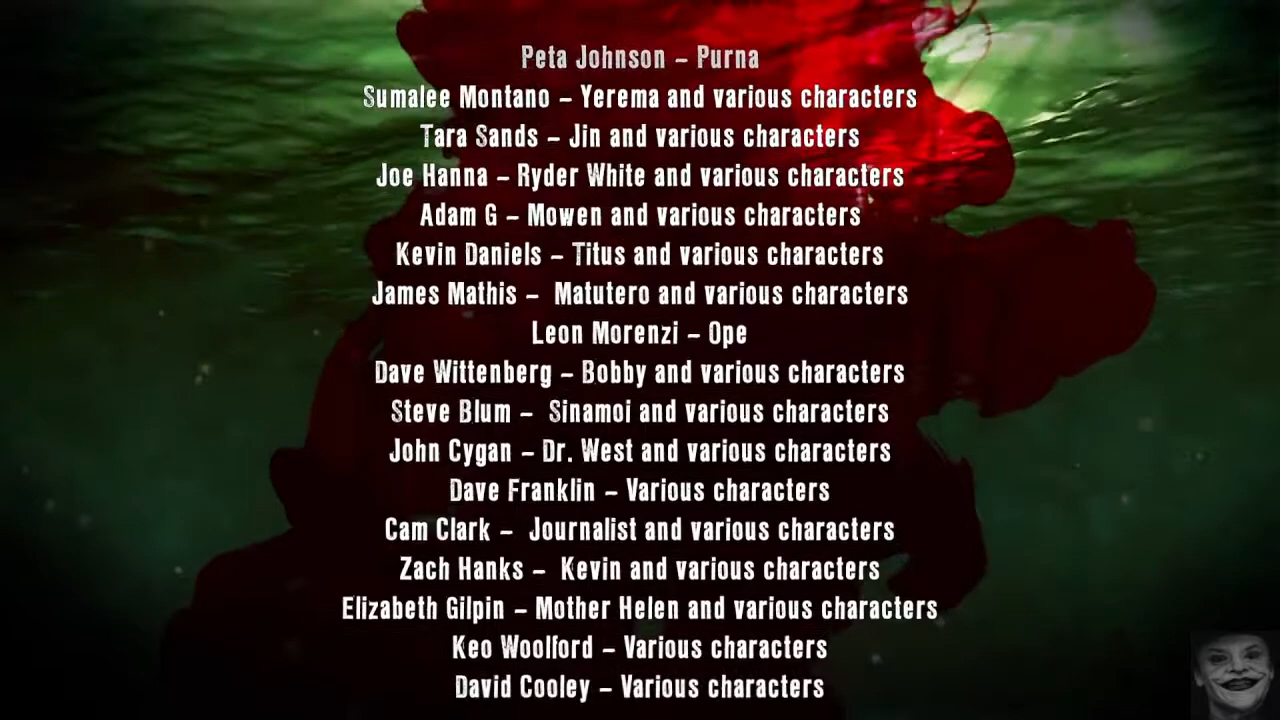 Peta Johnson – Purna
Sumalee Montano – Yerema and various characters
Tara Sands – Jin and various characters
Joe Hanna – Ryder White and various characters
Adam G – Mowen and various characters
Kevin Daniels – Titus and various characters
James Mathis –  Matutero and various characters
Leon Morenzi – Ope
Dave Wittenberg – Bobby and various characters
Steve Blum –  Sinamoi and various characters
John Cygan – Dr. West and various characters
Dave Franklin – Various characters
Cam Clark –  Journalist and various characters
Zach Hanks –  Kevin and various characters
Elizabeth Gilpin – Mother Helen and various characters
Keo Woolford – Various characters
David Cooley – Various characters